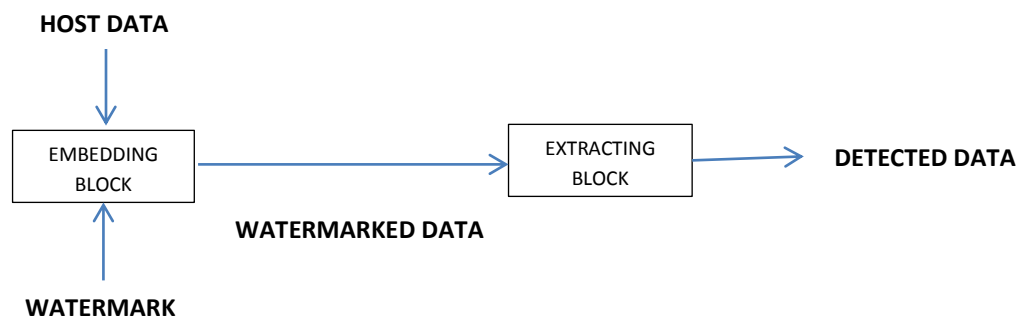 HOST DATA
EMBEDDING
BLOCK
EXTRACTING
BLOCK
DETECTED DATA
WATERMARKED DATA
WATERMARK